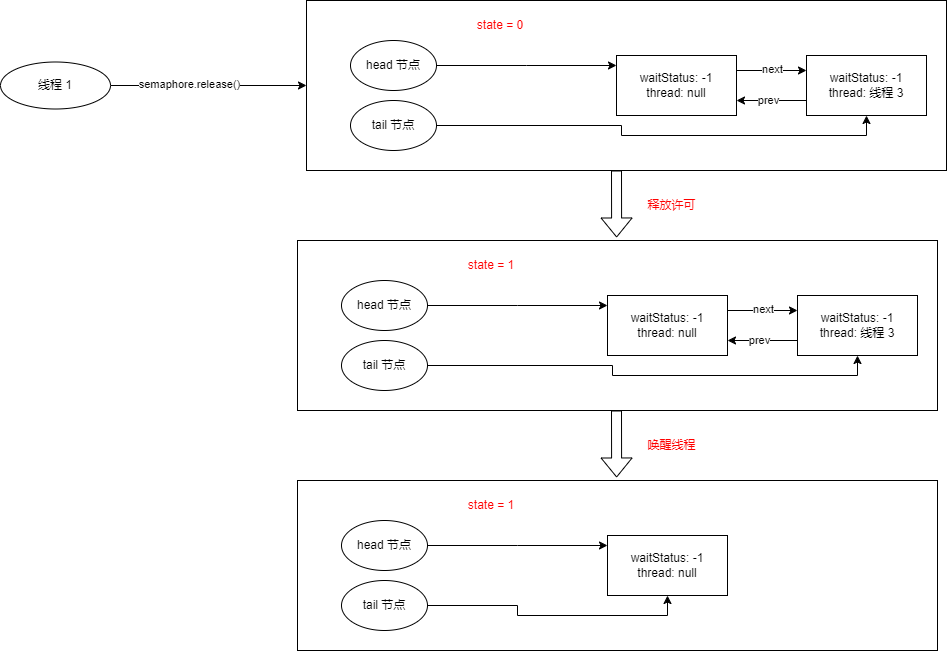 state = 0
head 节点
线程 1
semaphore.release()
waitStatus: -1
thread: null
next
prev
waitStatus: -1
thread: 线程 3
tail 节点
释放许可
state = 1
head 节点
waitStatus: -1
thread: null
next
prev
waitStatus: -1
thread: 线程 3
tail 节点
唤醒线程
state = 1
head 节点
waitStatus: -1
thread: null
tail 节点